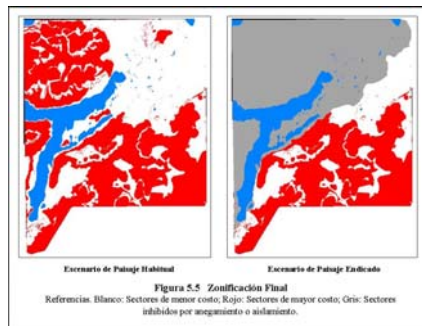 Escenario de Paisaje Habitual
Escenario de Paisaje Endicado
Figura 5.5 Zonificación Final
Referencias. Blanco: Sectores de menor costo; Rojo: Sectores de mayor costo; Gris: Sectores
inhibidos por anegamiento o aislamiento.